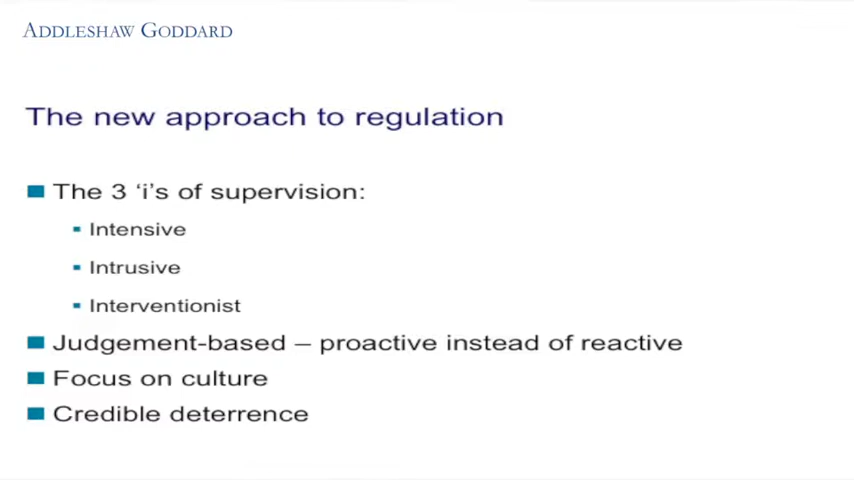 ADDLESHAW GODDARD
The new approach to regulation
The 3 ‘i’s of supervision:
Intensive
Intrusive
Interventionist
Judgement-based – proactive instead of reactive
Focus on culture
Credible deterrence